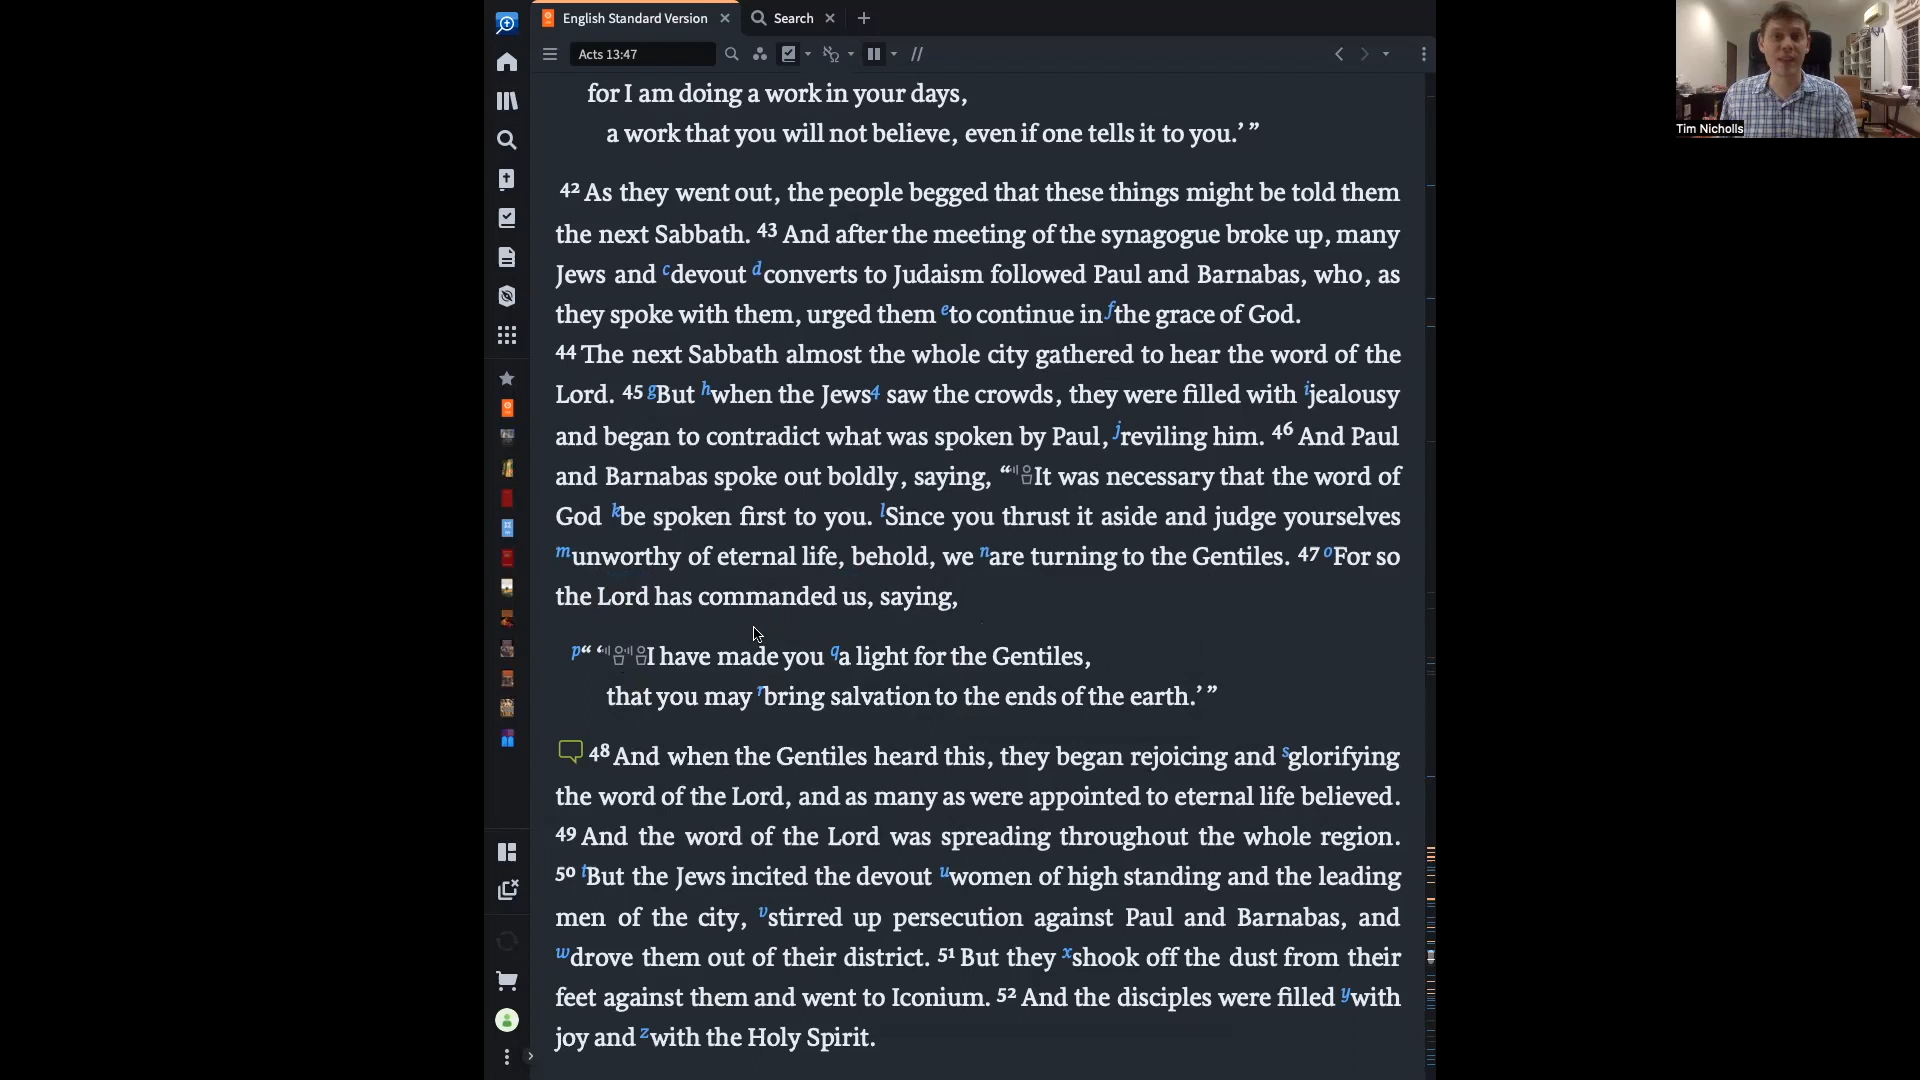 English Standard Version
Search
Acts 13:47
Tim Nicholls
for I am doing a work in your days,
a work that you will not believe, even if one tells it to you.’ ”
42 As they went out, the people begged that these things might be told them
the next Sabbath. 43 And after the meeting of the synagogue broke up, many
Jews and c devout d converts to Judaism followed Paul and Barnabas, who, as
they spoke with them, urged them e to continue in f the grace of God.
44 The next Sabbath almost the whole city gathered to hear the word of the
Lord. 45 g But h when the Jews4 saw the crowds, they were filled with i jealousy
and began to contradict what was spoken by Paul, j reviling him. 46 And Paul
and Barnabas spoke out boldly, saying, “It was necessary that the word of
God k be spoken first to you. l Since you thrust it aside and judge yourselves
m unworthy of eternal life, behold, we n are turning to the Gentiles. 47 o For so
the Lord has commanded us, saying,
p “ ‘I have made you q a light for the Gentiles,
that you may r bring salvation to the ends of the earth.’ ”
48 And when the Gentiles heard this, they began rejoicing and s glorifying
the word of the Lord, and as many as were appointed to eternal life believed.
49 And the word of the Lord was spreading throughout the whole region.
50 t But the Jews incited the devout u women of high standing and the leading
men of the city, v stirred up persecution against Paul and Barnabas, and
w drove them out of their district. 51 But they x shook off the dust from their
feet against them and went to Iconium. 52 And the disciples were filled y with
joy and z with the Holy Spirit.